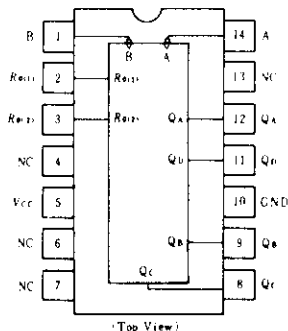 B 1 14 A
B A
R0(1) 2 R0(1) 13 NC
R0(2) 3 R0(2) QA 12 QA
NC 4 QD 11 QD
Vcc 5 10 GND
NC 6 QB 9 QB
NC 7 QC 8 QC
(Top View)